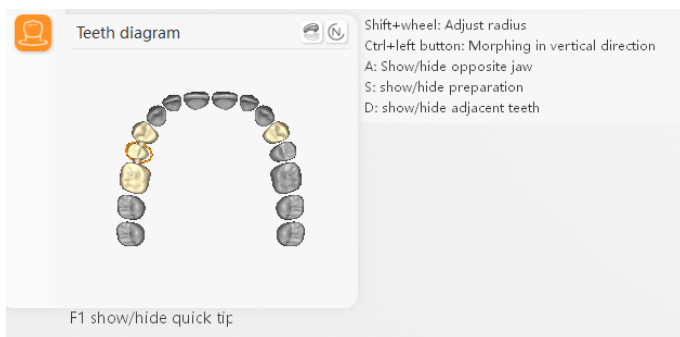 Teeth diagram
Shift+wheel: Adjust radius
Ctrl+left button: Morphing in vertical direction
A: Show/hide opposite jaw
S: show/hide preparation
D: show/hide adjacent teeth
F1 show/hide quick tip